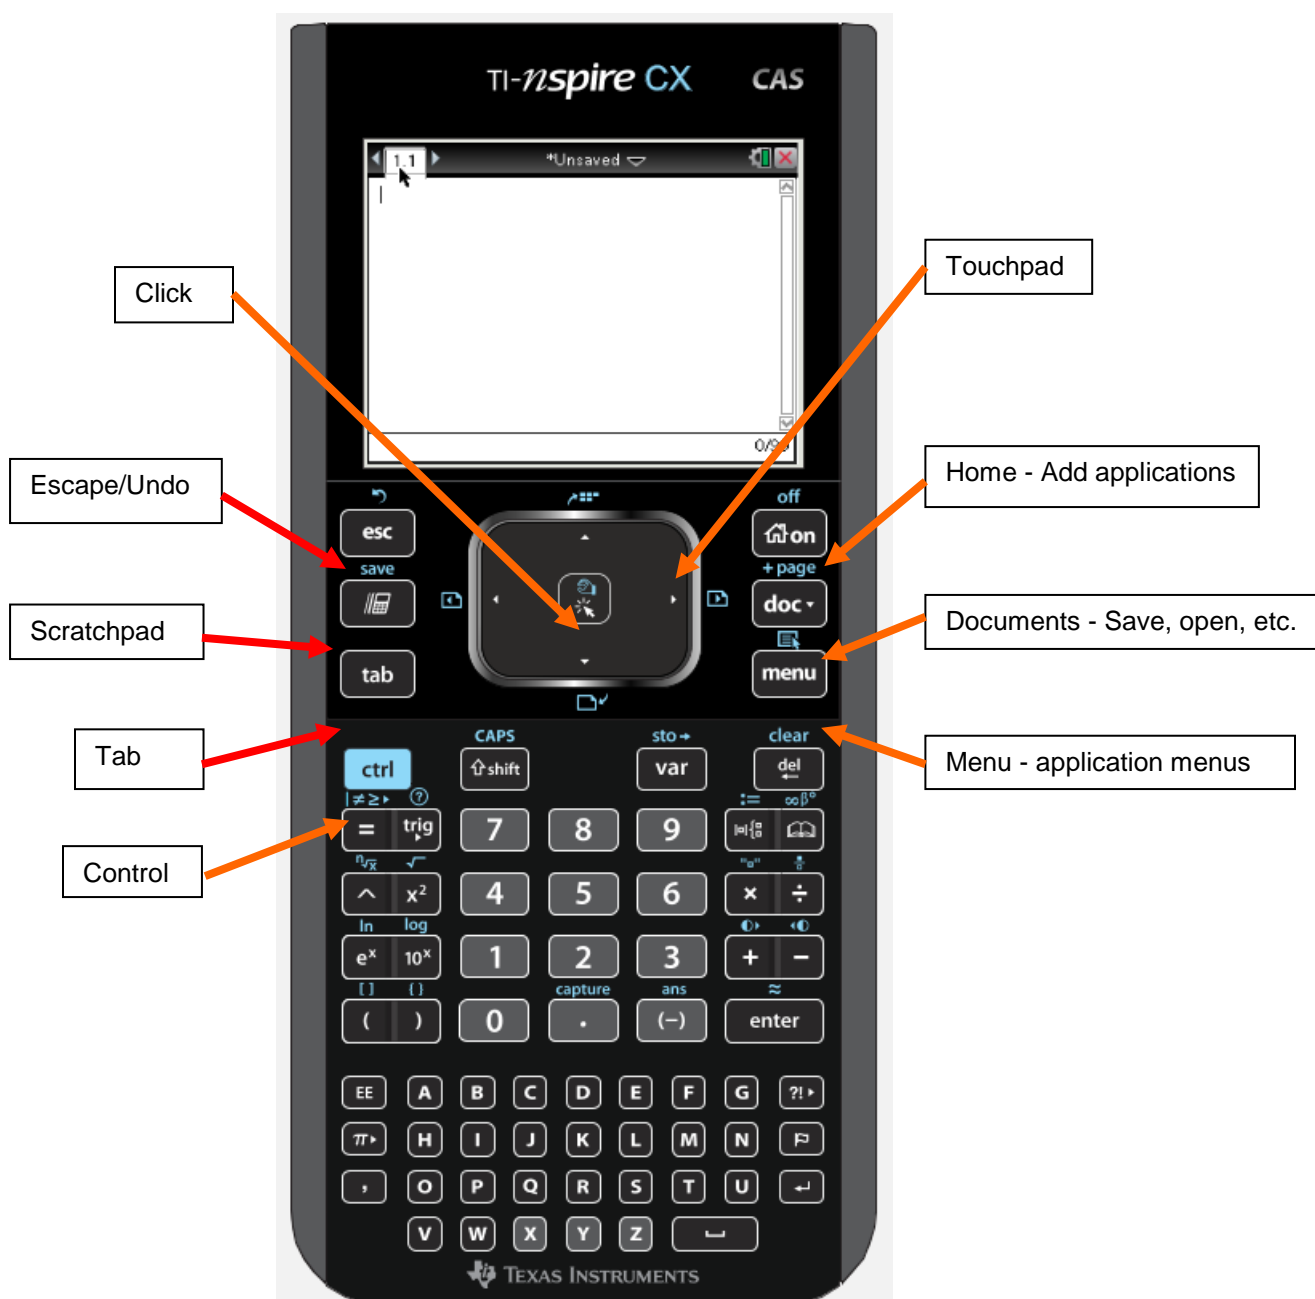 TI-nspire CX CAS
1.1 *Unsaved
Click
Touchpad
0/99
Escape/Undo
Home - Add applications
off
esc
on
save
+ page
doc
Scratchpad
Documents - Save, open, etc.
tab
menu
Tab
Menu - application menus
CAPS sto→ clear
ctrl ⇧shift var del
|≠≥▸ ? := ∞β°
= trig 7 8 9
Control
n√x √ "▫"
^ x² 4 5 6 × ÷
ln log
eˣ 10ˣ 1 2 3 + −
[ ] { } capture ans ≈
( ) 0 . (−) enter
EE A B C D E F G ?!▸
π▸ H I J K L M N
, O P Q R S T U ↵
V W X Y Z
TEXAS INSTRUMENTS